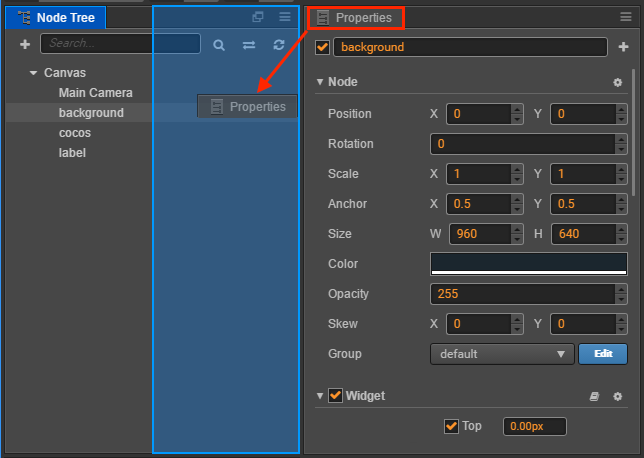 Node Tree
Search...
Canvas
Main Camera
background
cocos
label
Properties
Properties
background
Node
Position X 0 Y 0
Rotation 0
Scale X 1 Y 1
Anchor X 0.5 Y 0.5
Size W 960 H 640
Color
Opacity 255
Skew X 0 Y 0
Group default Edit
Widget
Top 0.00px